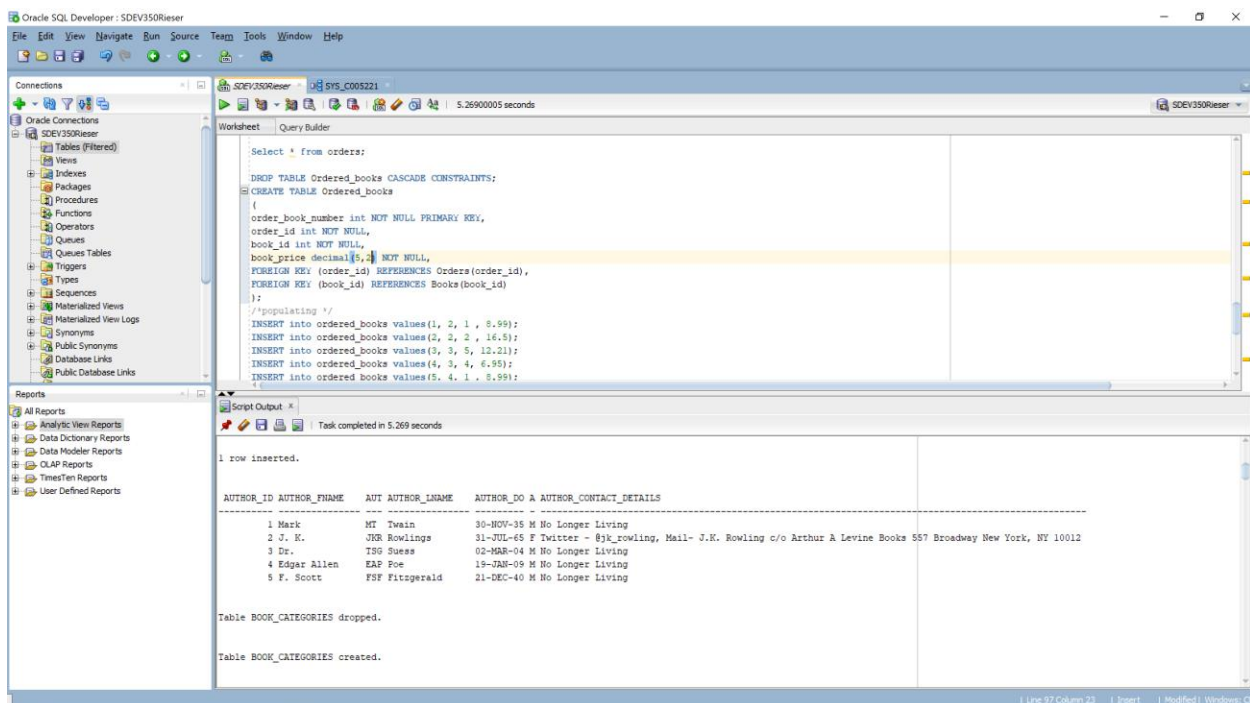 Oracle SQL Developer : SDEV350Rieser
File Edit View Navigate Run Source Team Tools Window Help
Connections
Oracle Connections
SDEV350Rieser
Tables (Filtered)
Views
Indexes
Packages
Procedures
Functions
Operators
Queues
Queues Tables
Triggers
Types
Sequences
Materialized Views
Materialized View Logs
Synonyms
Public Synonyms
Database Links
Public Database Links
Reports
All Reports
Analytic View Reports
Data Dictionary Reports
Data Modeler Reports
OLAP Reports
TimesTen Reports
User Defined Reports
SDEV350Rieser SYS_C005221
5.26900005 seconds
SDEV350Rieser
Worksheet Query Builder
Select * from orders;
DROP TABLE Ordered_books CASCADE CONSTRAINTS;
CREATE TABLE Ordered_books
(
order_book_number int NOT NULL PRIMARY KEY,
order_id int NOT NULL,
book_id int NOT NULL,
book_price decimal(5,2) NOT NULL,
FOREIGN KEY (order_id) REFERENCES Orders(order_id),
FOREIGN KEY (book_id) REFERENCES Books(book_id)
);
/*populating */
INSERT into ordered_books values(1, 2, 1 , 8.99);
INSERT into ordered_books values(2, 2, 2 , 16.5);
INSERT into ordered_books values(3, 3, 5, 12.21);
INSERT into ordered_books values(4, 3, 4, 6.95);
INSERT into ordered_books values(5, 4, 1 , 8.99);
Script Output
Task completed in 5.269 seconds
1 row inserted.
AUTHOR_ID AUTHOR_FNAME AUT AUTHOR_LNAME AUTHOR_DO A AUTHOR_CONTACT_DETAILS
1 Mark MT Twain 30-NOV-35 M No Longer Living
2 J. K. JKR Rowlings 31-JUL-65 F Twitter - @jk_rowling, Mail- J.K. Rowling c/o Arthur A Levine Books 557 Broadway New York, NY 10012
3 Dr. TSG Suess 02-MAR-04 M No Longer Living
4 Edgar Allen EAP Poe 19-JAN-09 M No Longer Living
5 F. Scott FSF Fitzgerald 21-DEC-40 M No Longer Living
Table BOOK_CATEGORIES dropped.
Table BOOK_CATEGORIES created.
Line 97 Column 23 Insert Modified Windows: C